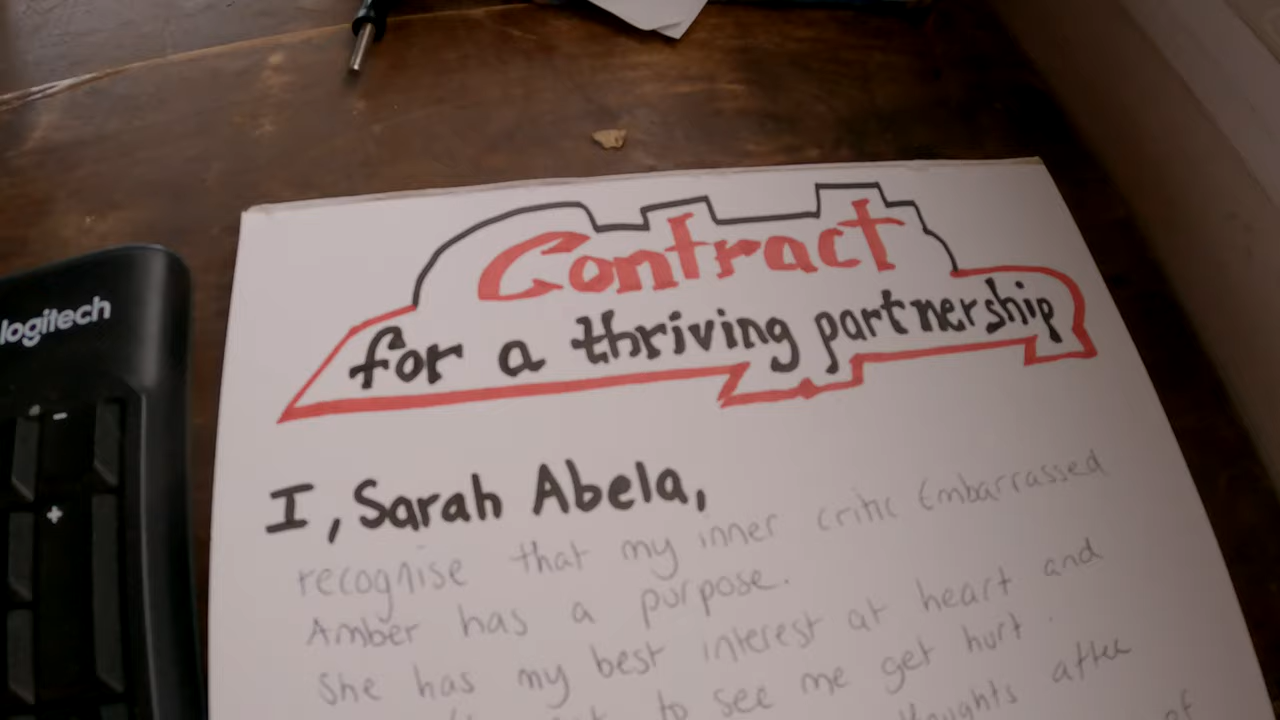 Contract
for a thriving partnership
logitech
I, Sarah Abela,
recognise that my inner critic Embarrassed
Amber has a purpose.
She has my best interest at heart and
to see me get hurt.
thoughts after
of